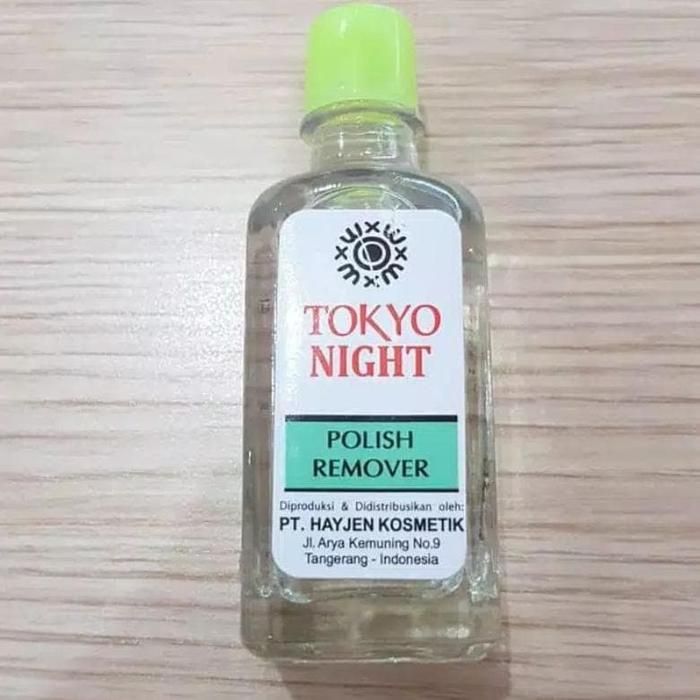 TOKYO
NIGHT
POLISH
REMOVER
Diproduksi & Didistribusikan oleh:
PT. HAYJEN KOSMETIK
Jl. Arya Kemuning No.9
Tangerang - Indonesia